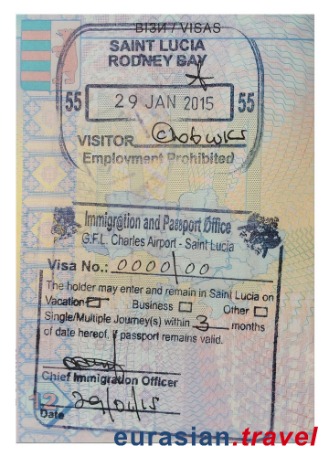 ВІЗИ / VISAS
SAINT LUCIA
RODNEY BAY
55 29 JAN 2015 55
VISITOR
Employment Prohibited
Immigration and Passport Office
G.F.L. Charles Airport - Saint Lucia
Visa No.: 0000/00
The holder may enter and remain in Saint Lucia on
Vacation Business Other
Single/Multiple Journey(s) within 3 months
of date hereof, if passport remains valid.
Chief Immigration Officer
12
Date
eurasian.travel